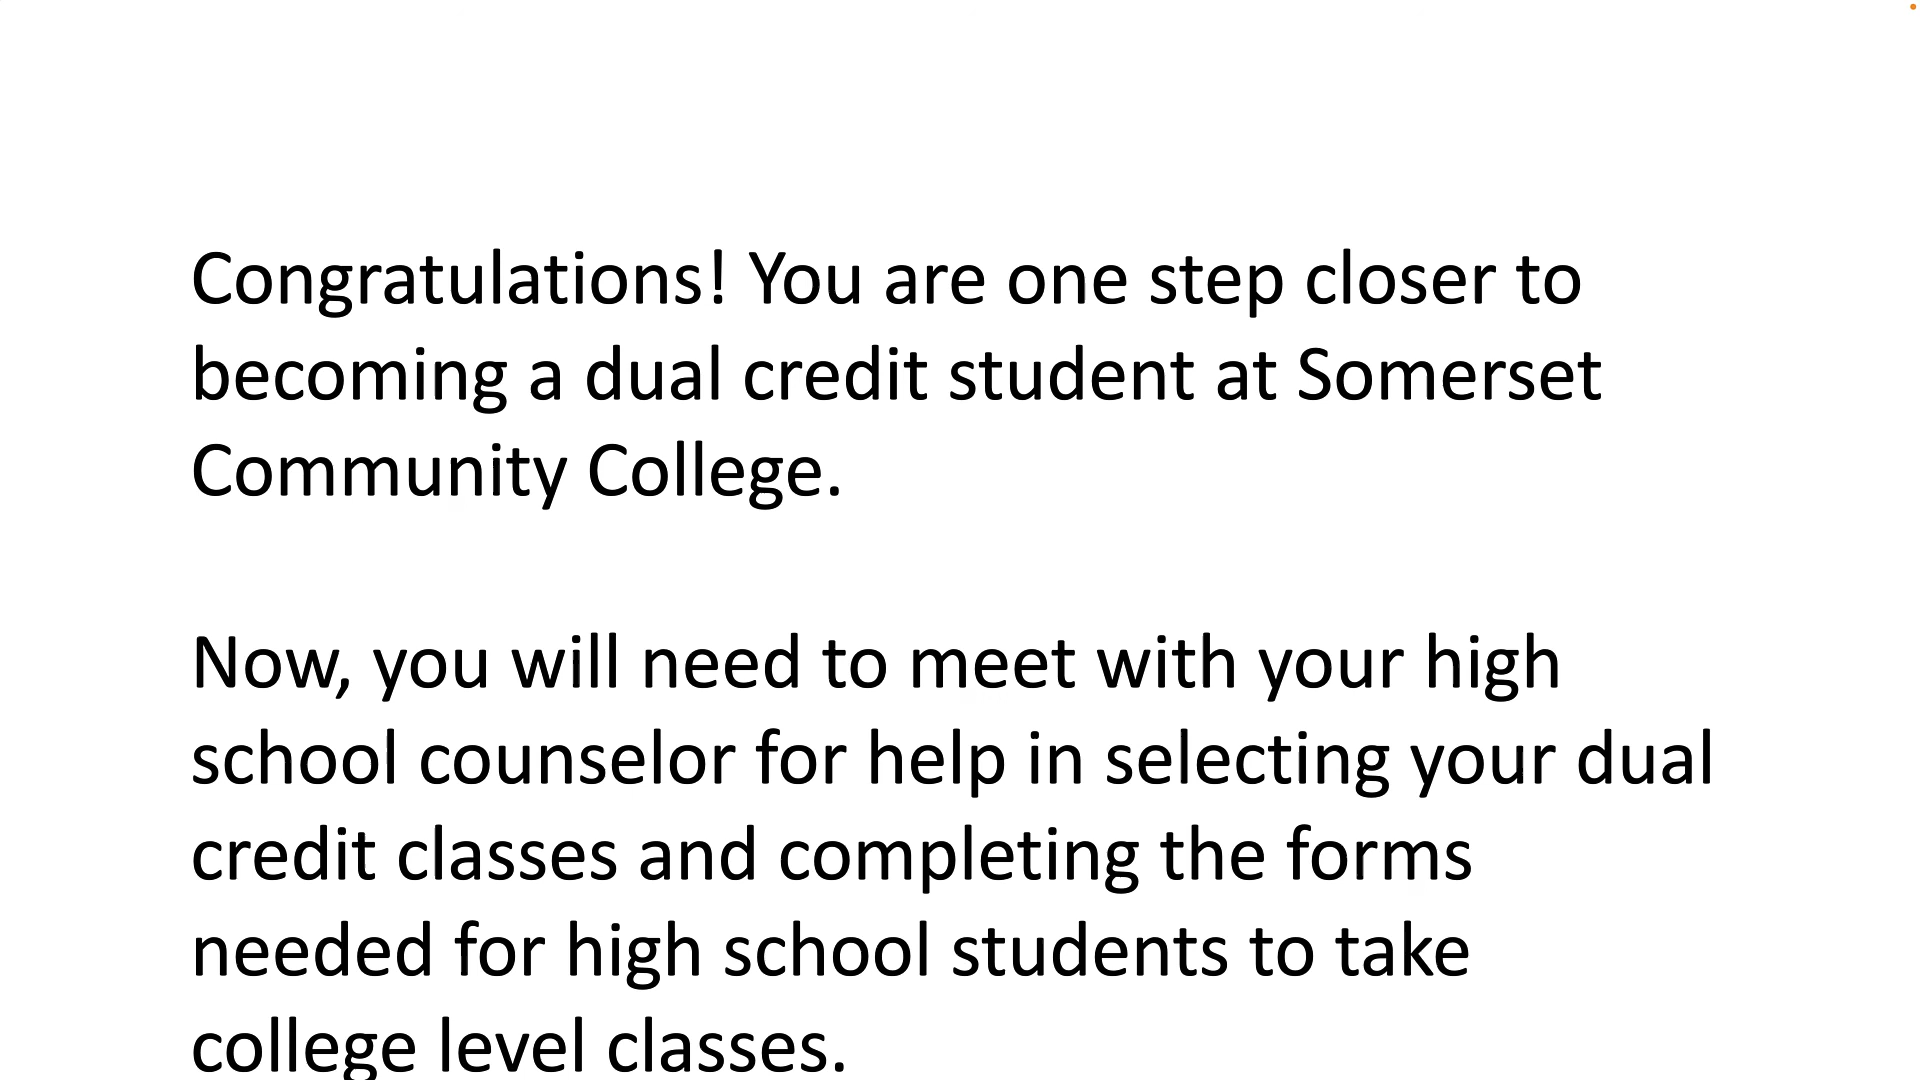 Congratulations! You are one step closer to
becoming a dual credit student at Somerset
Community College.
Now, you will need to meet with your high
school counselor for help in selecting your dual
credit classes and completing the forms
needed for high school students to take
college level classes.